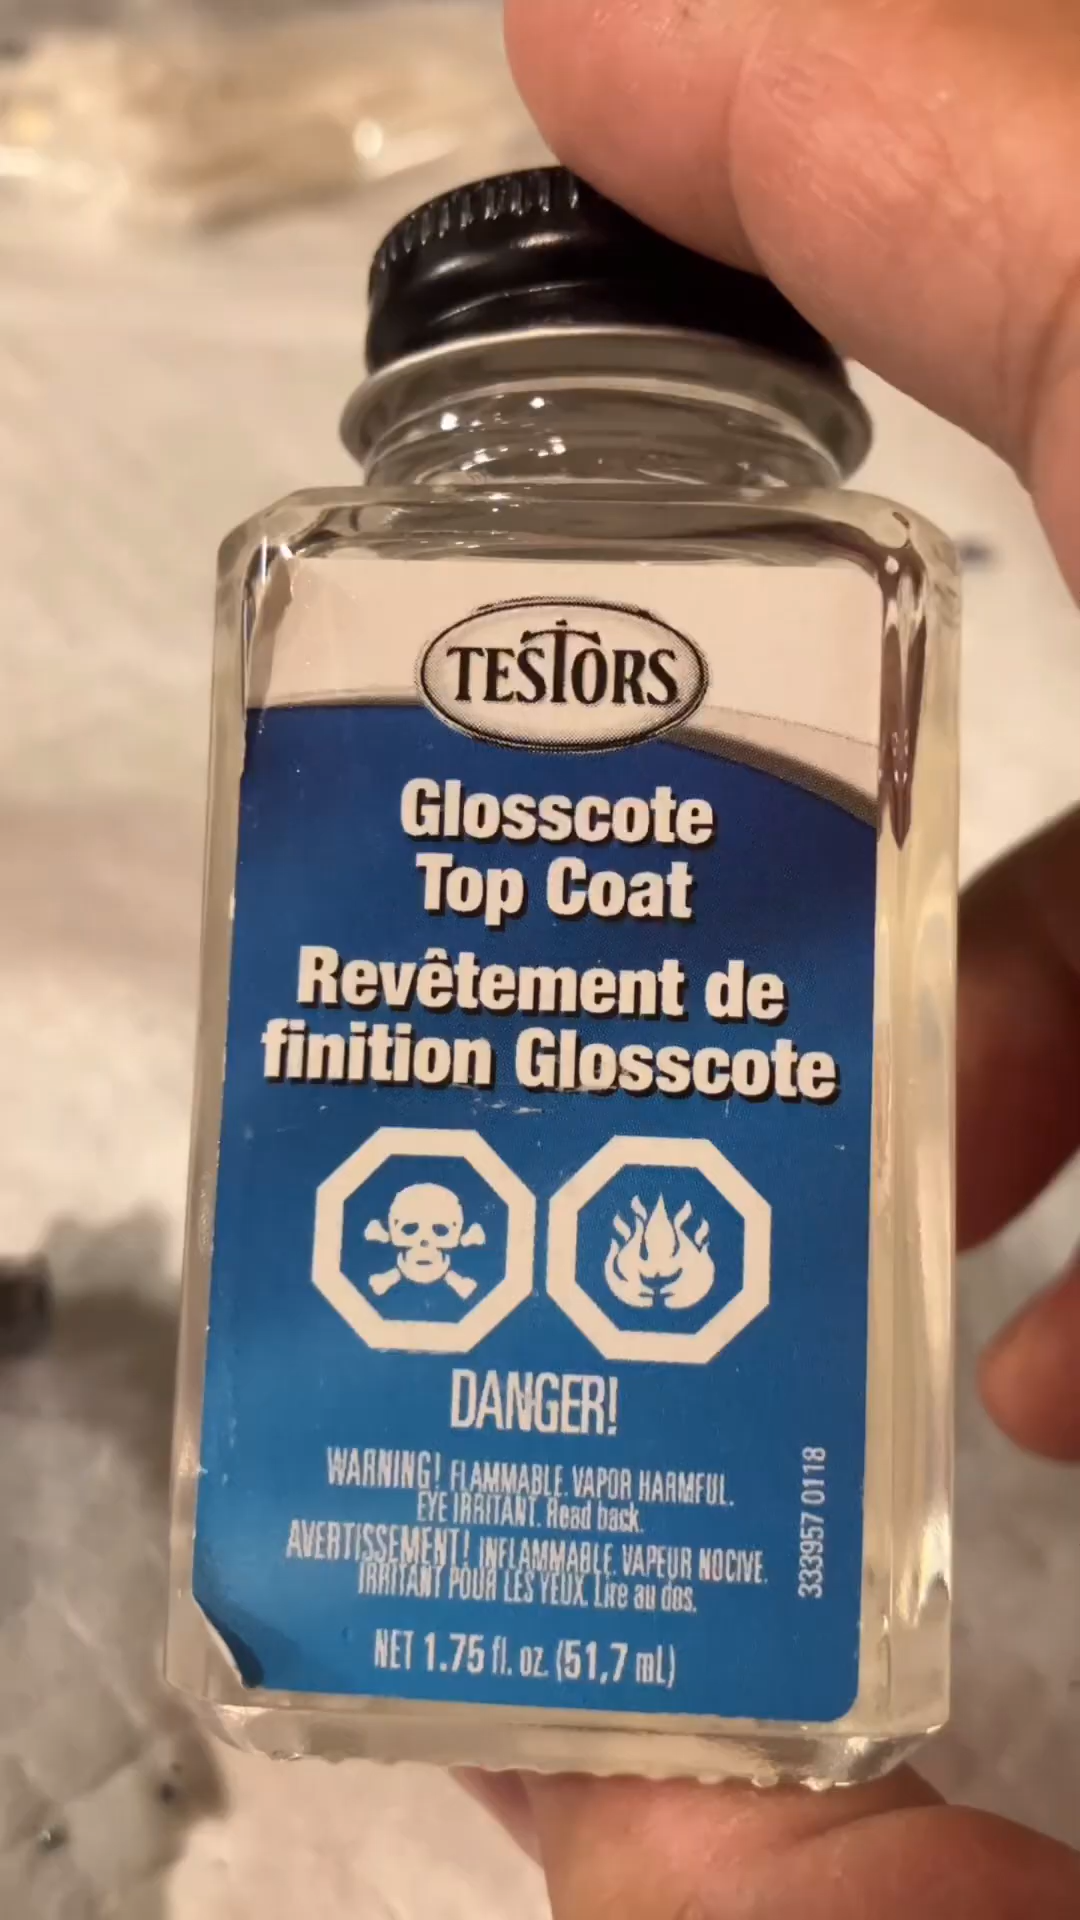 TESTORS
Glosscote
Top Coat
Revêtement de
finition Glosscote
DANGER!
WARNING! FLAMMABLE. VAPOR HARMFUL.
EYE IRRITANT. Read back.
AVERTISSEMENT! INFLAMMABLE. VAPEUR NOCIVE.
IRRITANT POUR LES YEUX. Lire au dos.
NET 1.75 fl. oz. (51,7 mL)
333957 0118